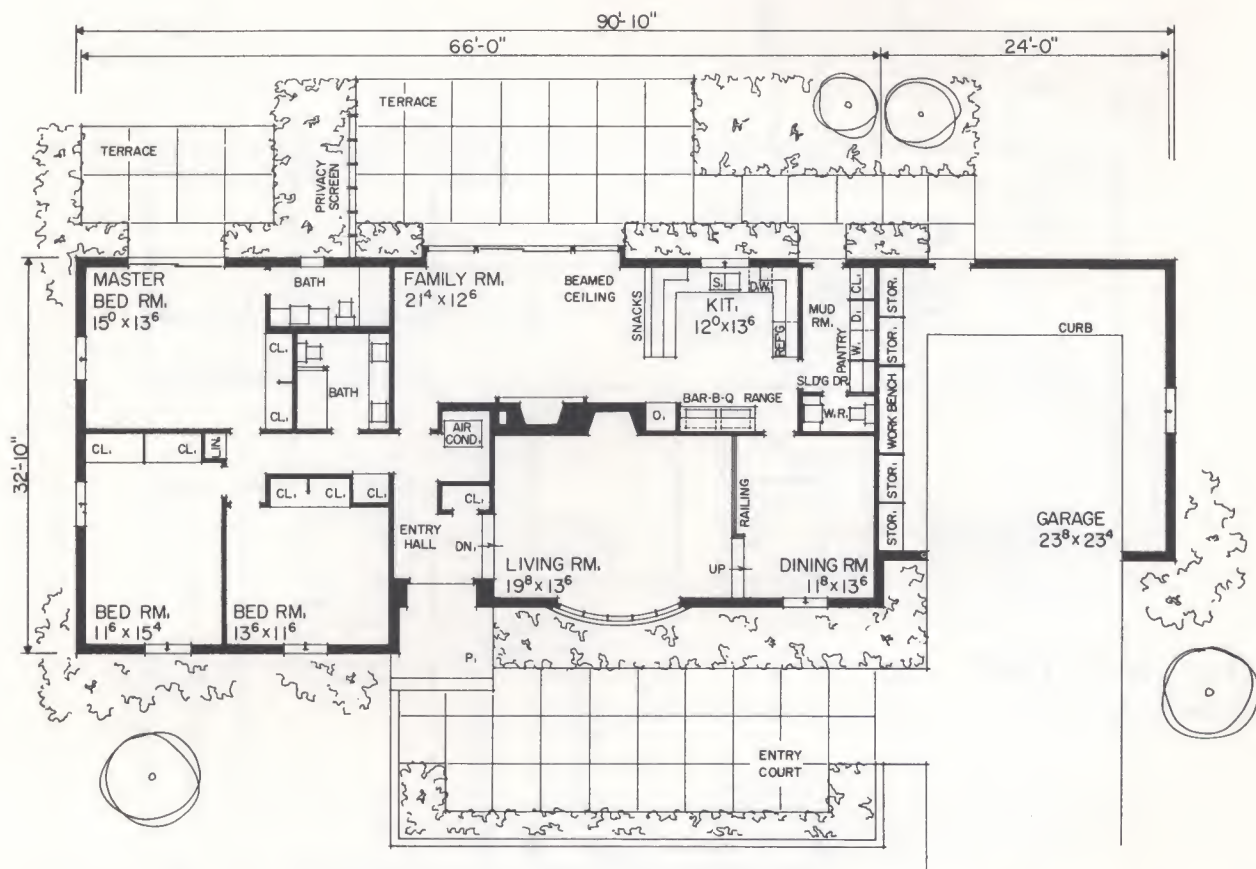 90'-10"
66'-0"
24'-0"
TERRACE
TERRACE
PRIVACY
SCREEN
32'-10"
MASTER
BED RM.
15⁰ x 13⁶
BATH
FAMILY RM.
21⁴ x 12⁶
BEAMED
CEILING
SNACKS
S.
D.W.
KIT.
12⁰ x 13⁶
REF'G
MUD
RM.
CL.
D.
W.
PANTRY
STOR.
STOR.
CURB
CL.
CL.
BATH
SLD'G DR.
BAR-B-Q RANGE
O.
W.R.
WORK BENCH
AIR
COND.
CL.
CL.
LIN.
CL.
CL.
CL.
CL.
RAILING
STOR.
STOR.
ENTRY
HALL
DN.
GARAGE
23⁸ x 23⁴
LIVING RM.
19⁸ x 13⁶
UP
DINING RM
11⁸ x 13⁶
BED RM.
11⁶ x 15⁴
BED RM.
13⁶ x 11⁶
P.
ENTRY
COURT